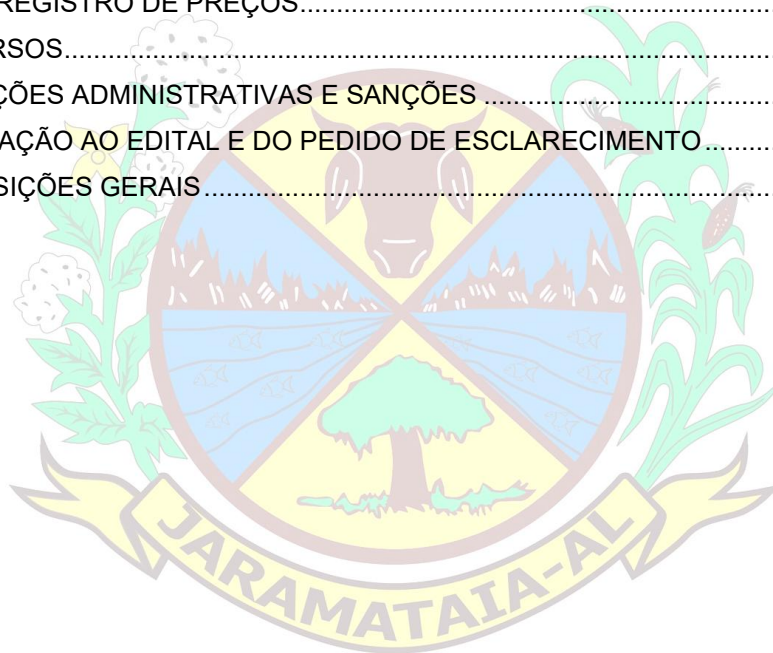 REGISTRO DE PREÇOS
RSOS
ÇÕES ADMINISTRATIVAS E SANÇÕES
AÇÃO AO EDITAL E DO PEDIDO DE ESCLARECIMENTO
SIÇÕES GERAIS
JARAMATAIA-AL